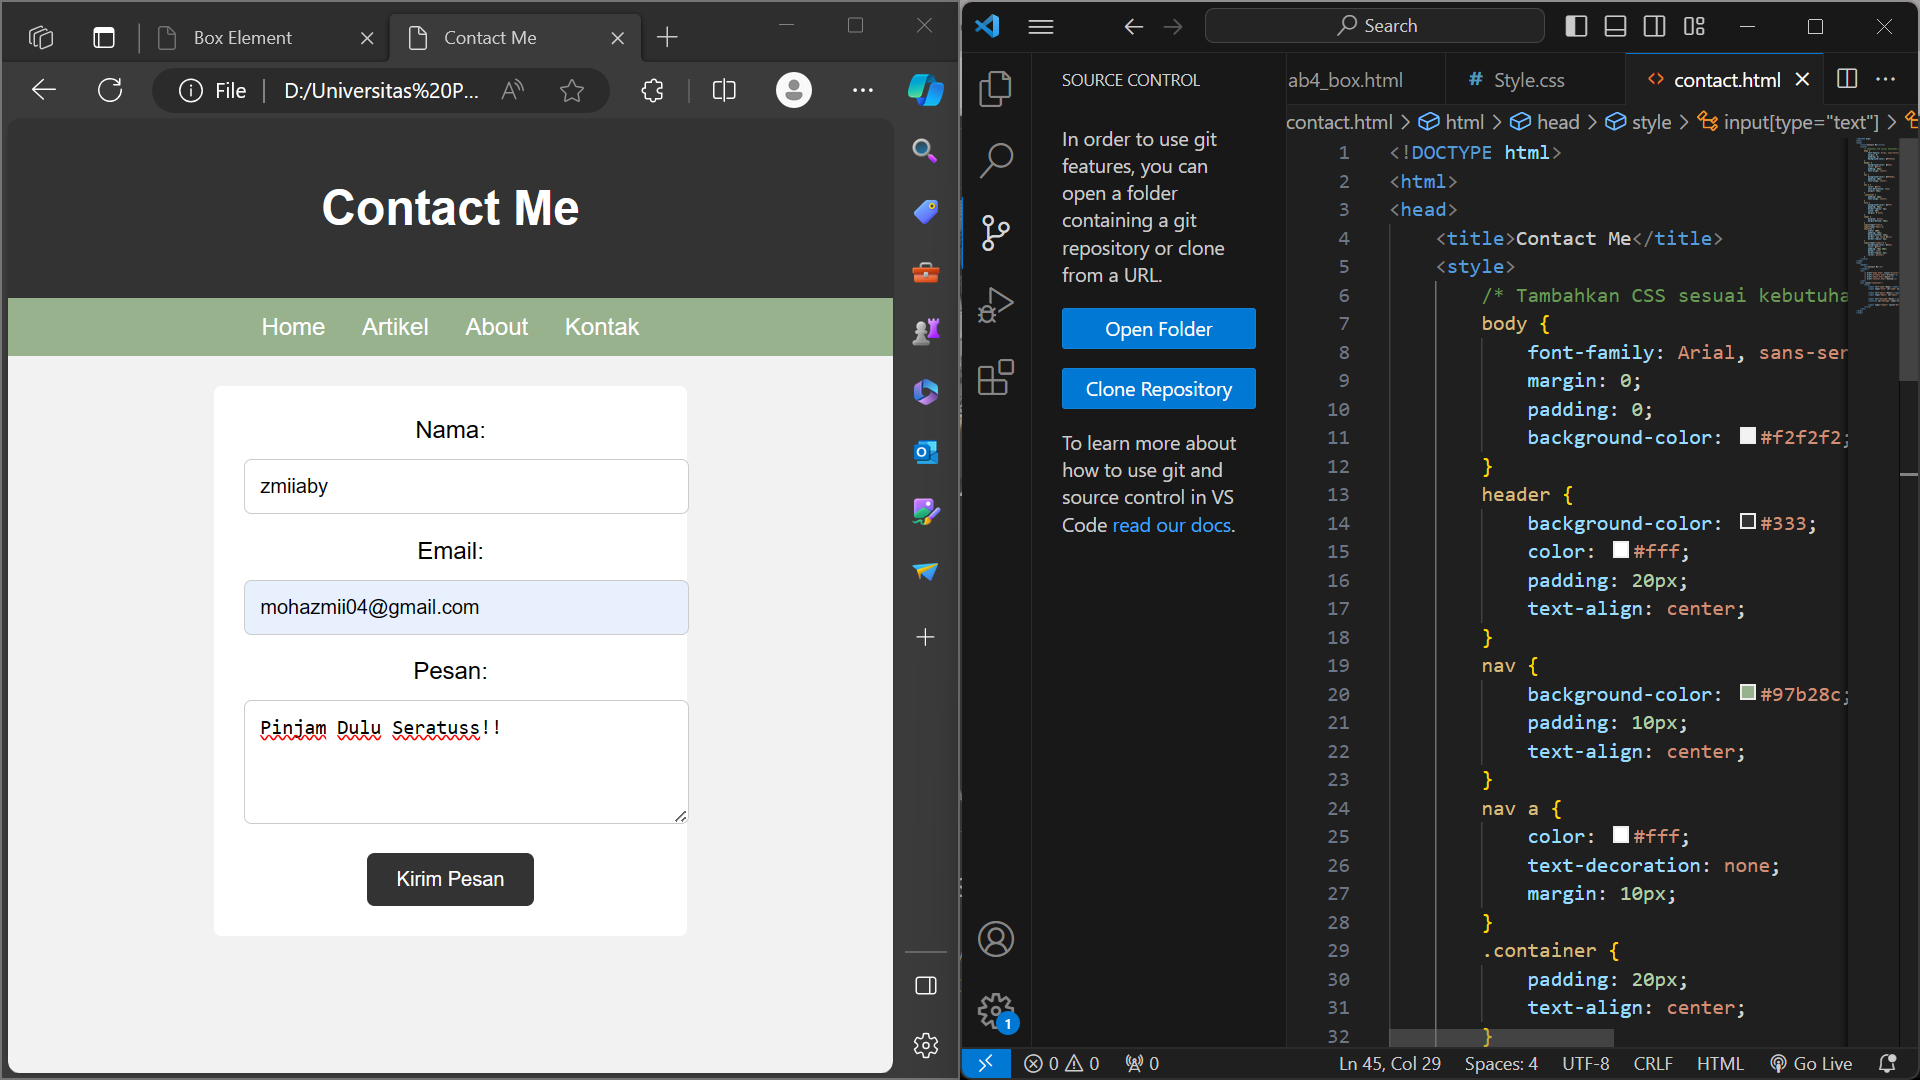 Box Element
Contact Me
File
D:/Universitas%20P...
Contact Me
Home
Artikel
About
Kontak
Nama:
zmiiaby
Email:
mohazmii04@gmail.com
Pesan:
Pinjam Dulu Seratuss!!
Kirim Pesan
Search
SOURCE CONTROL
In order to use git
features, you can
open a folder
containing a git
repository or clone
from a URL.
Open Folder
Clone Repository
To learn more about
how to use git and
source control in VS
Code read our docs.
ab4_box.html
# Style.css
<> contact.html
contact.html > html > head > style > input[type="text"] >
1 <!DOCTYPE html>
2 <html>
3 <head>
4 <title>Contact Me</title>
5 <style>
6 /* Tambahkan CSS sesuai kebutuha
7 body {
8 font-family: Arial, sans-ser
9 margin: 0;
10 padding: 0;
11 background-color: #f2f2f2;
12 }
13 header {
14 background-color: #333;
15 color: #fff;
16 padding: 20px;
17 text-align: center;
18 }
19 nav {
20 background-color: #97b28c;
21 padding: 10px;
22 text-align: center;
23 }
24 nav a {
25 color: #fff;
26 text-decoration: none;
27 margin: 10px;
28 }
29 .container {
30 padding: 20px;
31 text-align: center;
32 }
1
0 0 0 Ln 45, Col 29 Spaces: 4 UTF-8 CRLF HTML Go Live